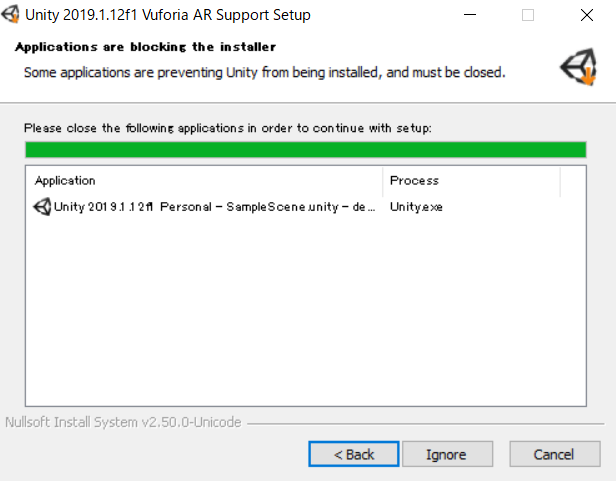 Unity 2019.1.12f1 Vuforia AR Support Setup
Applications are blocking the installer
Some applications are preventing Unity from being installed, and must be closed.
Please close the following applications in order to continue with setup:
Application Process
Unity 2019.1.12f1 Personal - SampleScene.unity - de... Unity.exe
Nullsoft Install System v2.50.0-Unicode
< Back Ignore Cancel